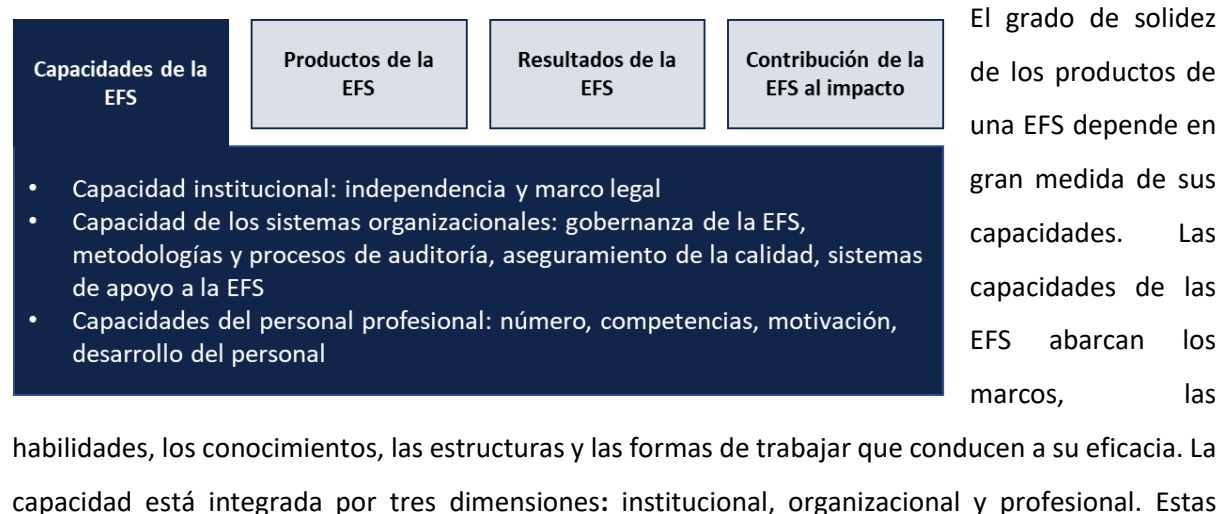 Capacidades de la
EFS
Productos de la
EFS
Resultados de la
EFS
Contribución de la
EFS al impacto
• Capacidad institucional: independencia y marco legal
• Capacidad de los sistemas organizacionales: gobernanza de la EFS,
metodologías y procesos de auditoría, aseguramiento de la calidad, sistemas
de apoyo a la EFS
• Capacidades del personal profesional: número, competencias, motivación,
desarrollo del personal
El grado de solidez
de los productos de
una EFS depende en
gran medida de sus
capacidades. Las
capacidades de las
EFS abarcan los
marcos, las
habilidades, los conocimientos, las estructuras y las formas de trabajar que conducen a su eficacia. La
capacidad está integrada por tres dimensiones: institucional, organizacional y profesional. Estas